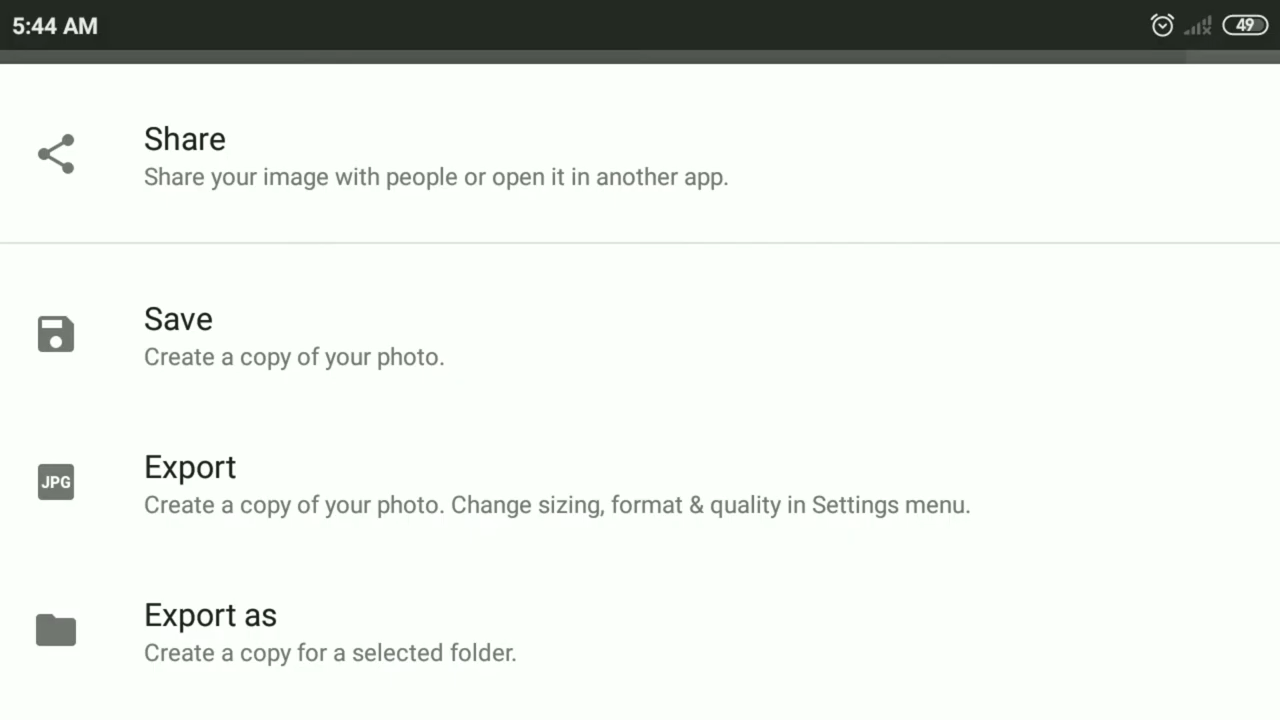 5:44 AM
49
Share
Share your image with people or open it in another app.
Save
Create a copy of your photo.
JPG
Export
Create a copy of your photo. Change sizing, format & quality in Settings menu.
Export as
Create a copy for a selected folder.